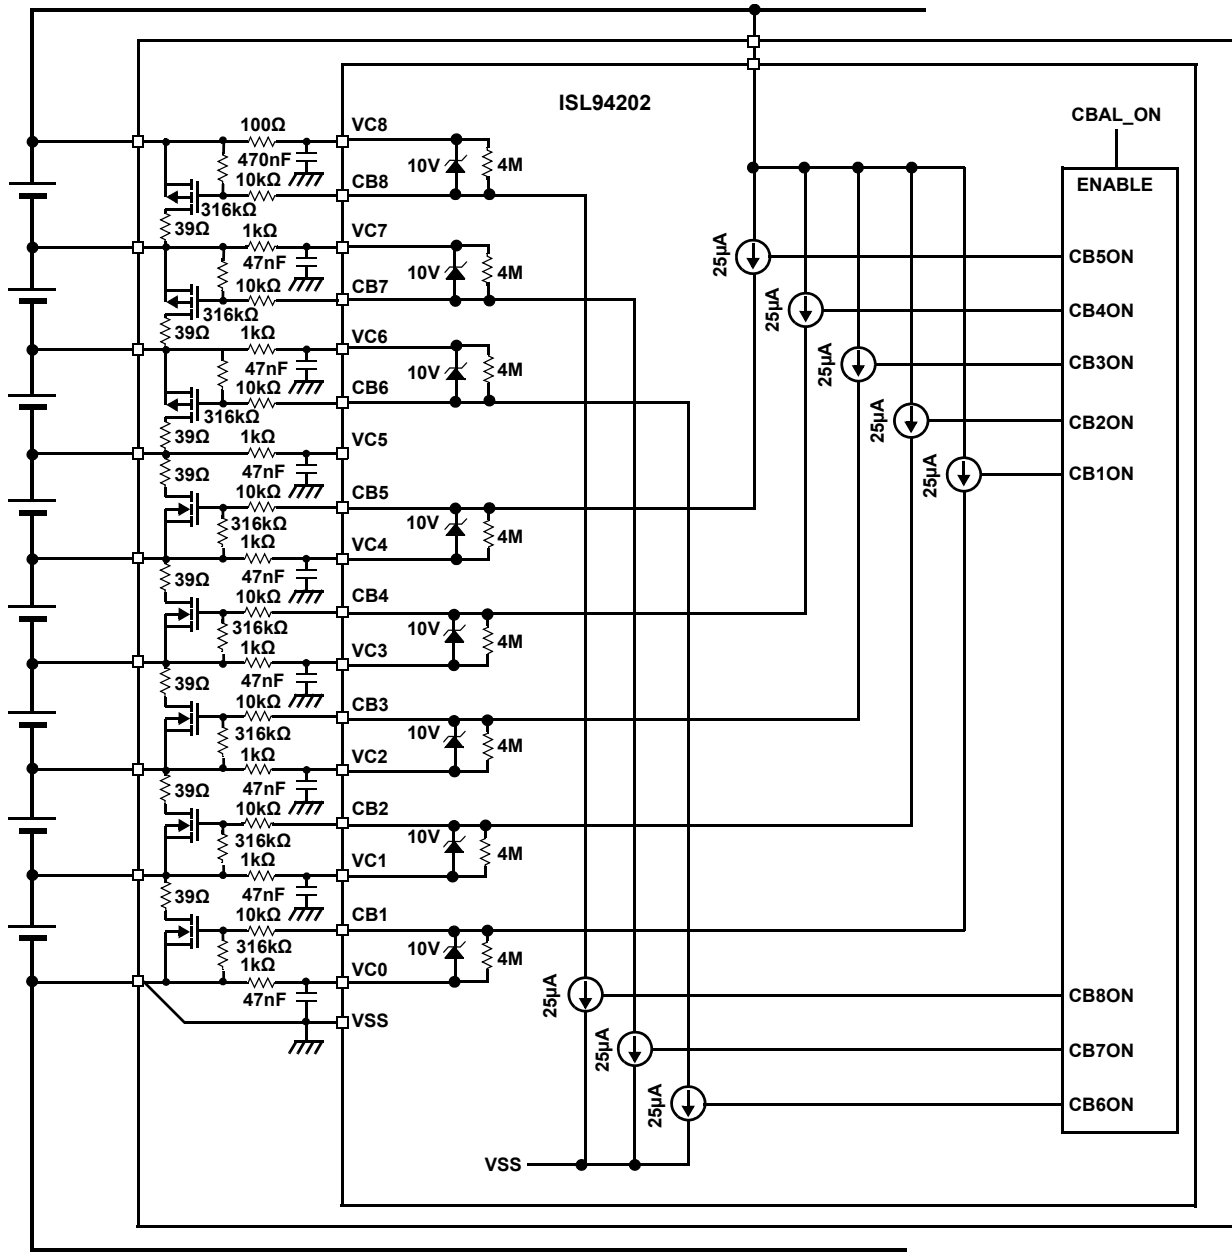 ISL94202
CBAL_ON
ENABLE
100Ω
VC8
470nF
10V
4M
10kΩ
CB8
316kΩ
39Ω
1kΩ
VC7
47nF
10V
4M
10kΩ
CB7
316kΩ
39Ω
1kΩ
VC6
47nF
10V
4M
10kΩ
CB6
316kΩ
39Ω
1kΩ
VC5
39Ω
47nF
10kΩ
CB5
10V
4M
316kΩ
1kΩ
VC4
39Ω
47nF
10kΩ
CB4
10V
4M
316kΩ
1kΩ
VC3
39Ω
47nF
10kΩ
CB3
10V
4M
316kΩ
1kΩ
VC2
39Ω
47nF
10kΩ
CB2
10V
4M
316kΩ
1kΩ
VC1
39Ω
47nF
10kΩ
CB1
10V
4M
316kΩ
1kΩ
VC0
47nF
VSS
25µA
CB5ON
25µA
CB4ON
25µA
CB3ON
25µA
CB2ON
25µA
CB1ON
25µA
CB8ON
25µA
CB7ON
25µA
CB6ON
VSS